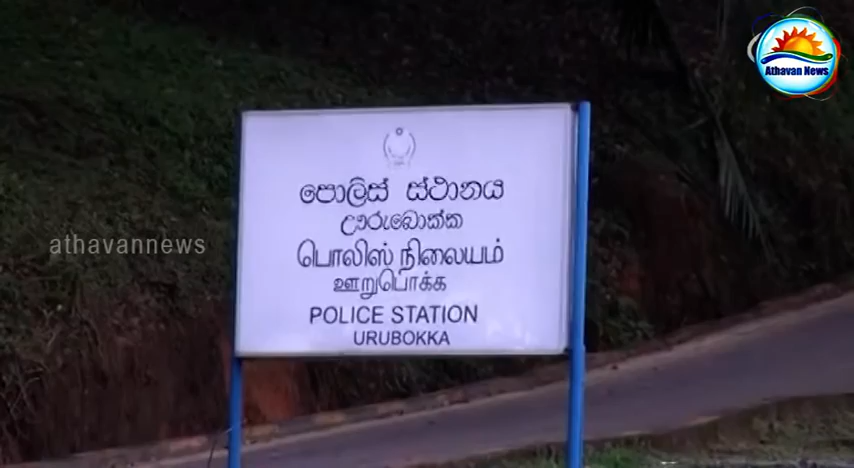 Athavan News
පොලිස් ස්ථානය
ඌරුබොක්ක
athavannews
பொலிஸ் நிலையம்
ஊறுபொக்க
POLICE STATION
URUBOKKA